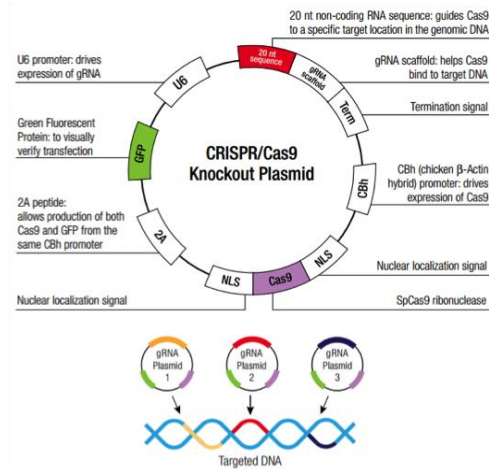 20 nt non-coding RNA sequence: guides Cas9
to a specific target location in the genomic DNA
U6 promoter: drives
expression of gRNA
20 nt
sequence
gRNA
scaffold
gRNA scaffold: helps Cas9
bind to target DNA
U6
Term
Termination signal
Green Fluorescent
Protein: to visually
verify transfection
GFP
CRISPR/Cas9
Knockout Plasmid
CBh
CBh (chicken β-Actin
hybrid) promoter: drives
expression of Cas9
2A peptide:
allows production of both
Cas9 and GFP from the
same CBh promoter
2A
NLS
Cas9
NLS
Nuclear localization signal
Nuclear localization signal
SpCas9 ribonuclease
gRNA
Plasmid
1
gRNA
Plasmid
2
gRNA
Plasmid
3
Targeted DNA